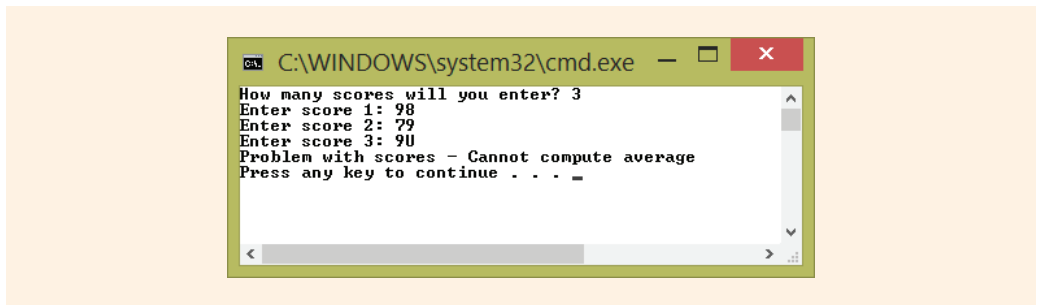 C:\WINDOWS\system32\cmd.exe
How many scores will you enter? 3
Enter score 1: 98
Enter score 2: 79
Enter score 3: 9U
Problem with scores - Cannot compute average
Press any key to continue . . . _